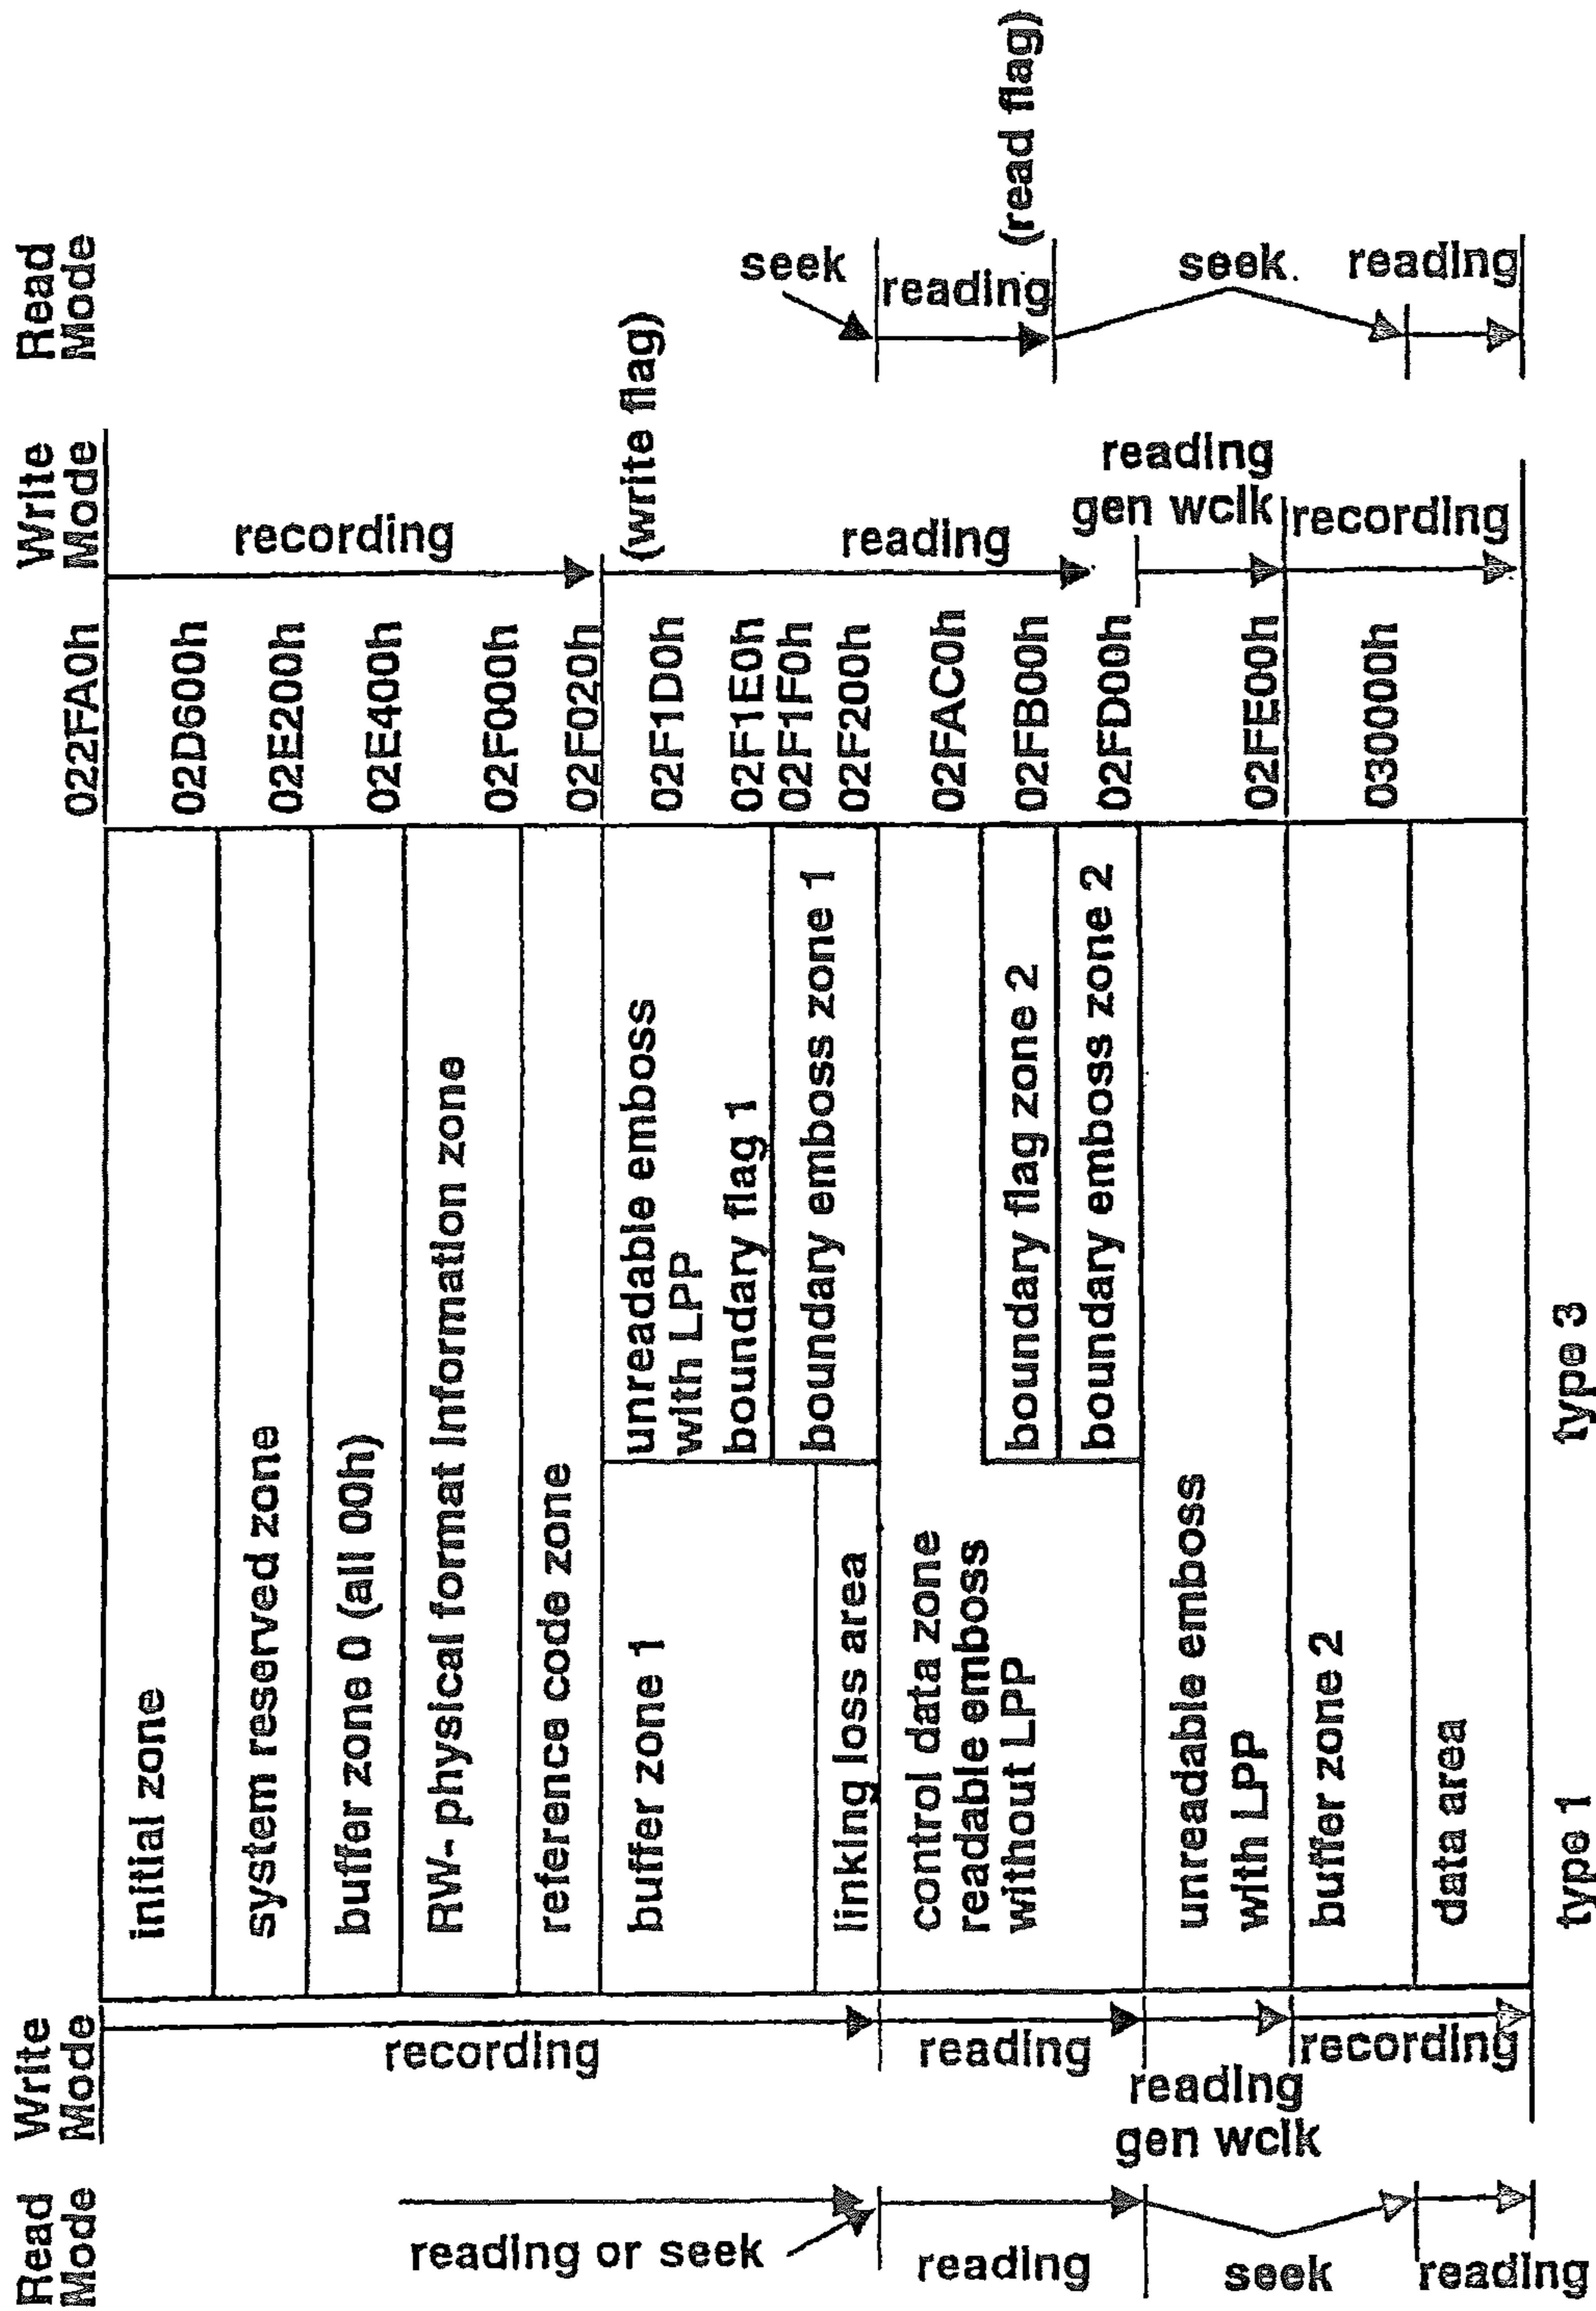 Read
Mode
Write
Mode
recording
reading
reading
gen wclk
recording
reading or seek
reading
seek
reading
initial zone
system reserved zone
buffer zone 0 (all 00h)
RW- physical format information zone
reference code zone
buffer zone 1
linking loss area
control data zone
readable emboss
without LPP
unreadable emboss
with LPP
buffer zone 2
data area
unreadable emboss
with LPP
boundary flag 1
boundary emboss zone 1
boundary flag zone 2
boundary emboss zone 2
type 1
type 3
022FA0h
02D600h
02E200h
02E400h
02F000h
02F020h
02F1D0h
02F1E0h
02F1F0h
02F200h
02FAC0h
02FB00h
02FD00h
02FE00h
030000h
Write
Mode
recording
(write flag)
reading
reading
gen wclk
recording
Read
Mode
seek
reading
(read flag)
seek.
reading